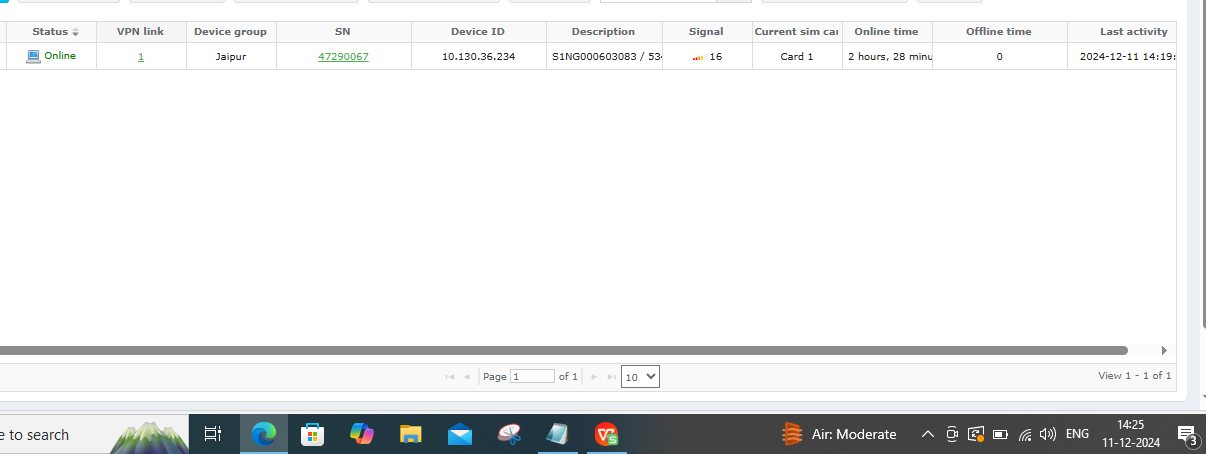 Status VPN link Device group SN Device ID Description Signal Current sim car Online time Offline time Last activity
Online 1 Jaipur 47290067 10.130.36.234 S1NG000603083 / 534 16 Card 1 2 hours, 28 minu 0 2024-12-11 14:19:
Page 1 of 1 10 View 1 - 1 of 1
e to search Air: Moderate ENG 14:25
11-12-2024 3